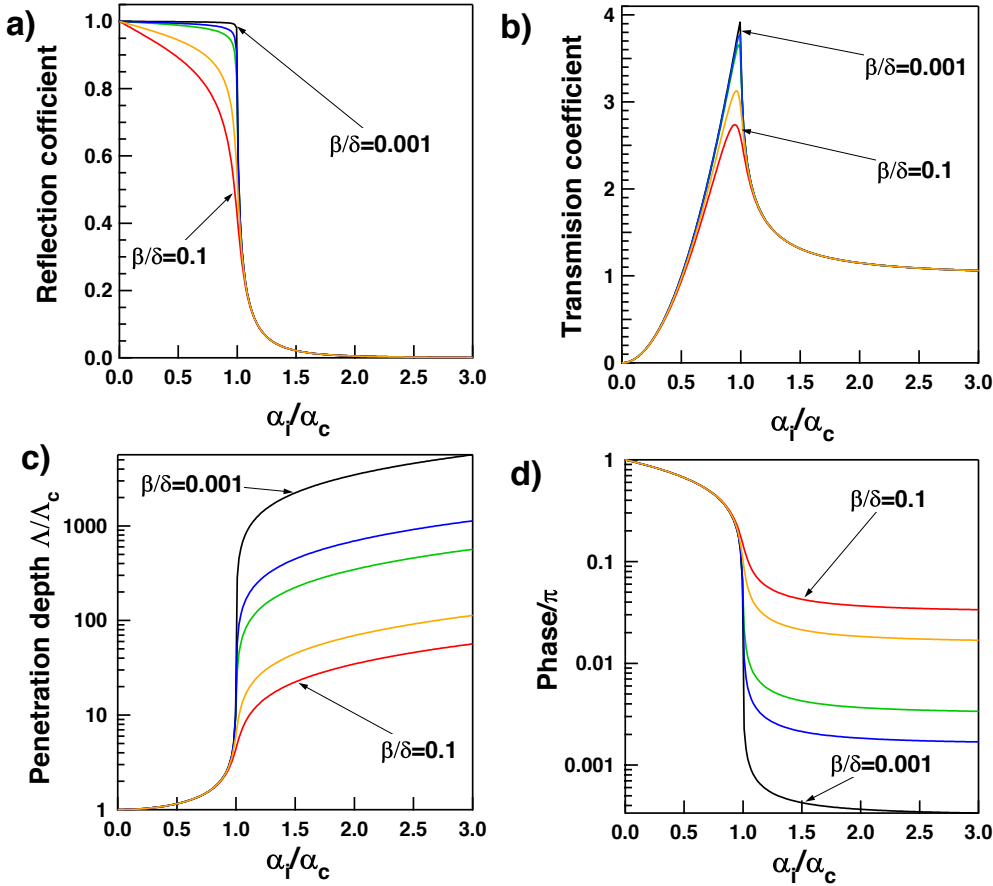 a)
Reflection cofficient
1.0
0.8
0.6
0.4
0.2
0.0
β/δ=0.001
β/δ=0.1
0.0 0.5 1.0 1.5 2.0 2.5 3.0
αi/αc
b)
Transmision coefficient
4
3
2
1
0
β/δ=0.001
β/δ=0.1
0.0 0.5 1.0 1.5 2.0 2.5 3.0
αi/αc
c)
Penetration depth Λ/Λc
1000
100
10
1
β/δ=0.001
β/δ=0.1
0.0 0.5 1.0 1.5 2.0 2.5 3.0
αi/αc
d)
Phase/π
1
0.1
0.01
0.001
β/δ=0.1
β/δ=0.001
0.0 0.5 1.0 1.5 2.0 2.5 3.0
αi/αc